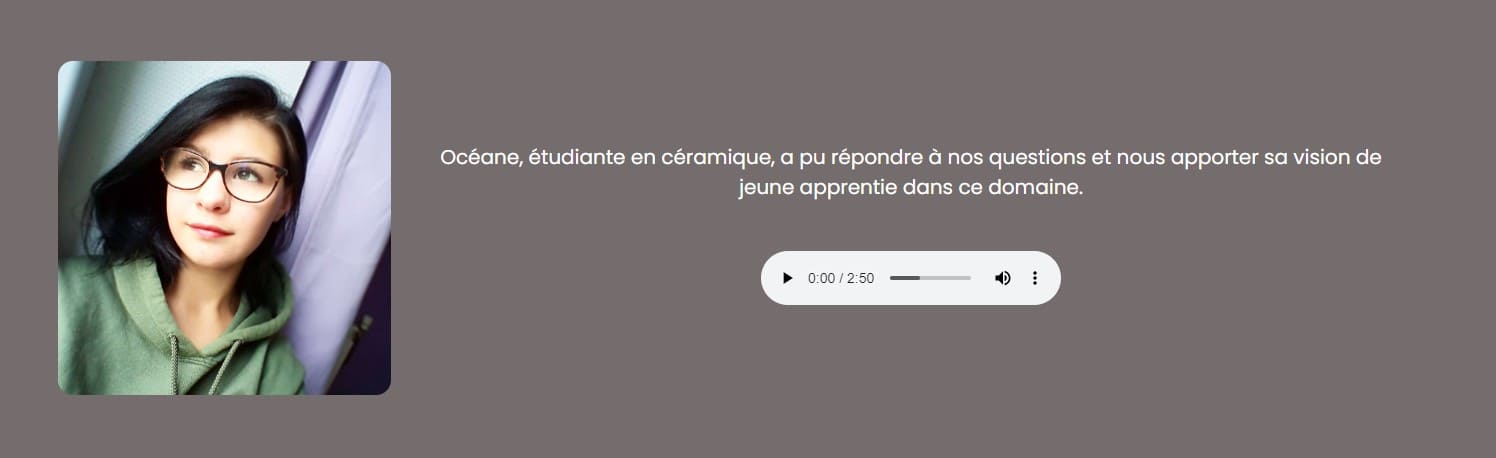 Océane, étudiante en céramique, a pu répondre à nos questions et nous apporter sa vision de
jeune apprentie dans ce domaine.
0:00 / 2:50